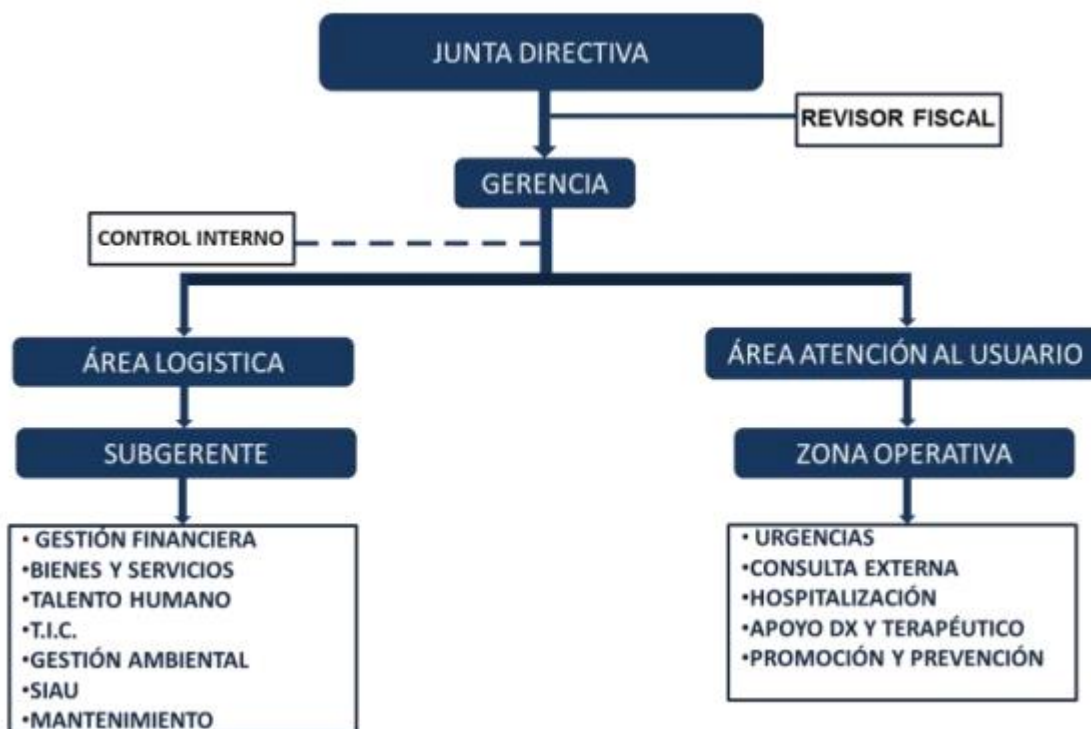 JUNTA DIRECTIVA
REVISOR FISCAL
GERENCIA
CONTROL INTERNO
ÁREA LOGISTICA
ÁREA ATENCIÓN AL USUARIO
SUBGERENTE
ZONA OPERATIVA
• GESTIÓN FINANCIERA
•BIENES Y SERVICIOS
•TALENTO HUMANO
•T.I.C.
•GESTIÓN AMBIENTAL
•SIAU
•MANTENIMIENTO
• URGENCIAS
•CONSULTA EXTERNA
•HOSPITALIZACIÓN
•APOYO DX Y TERAPÉUTICO
•PROMOCIÓN Y PREVENCIÓN